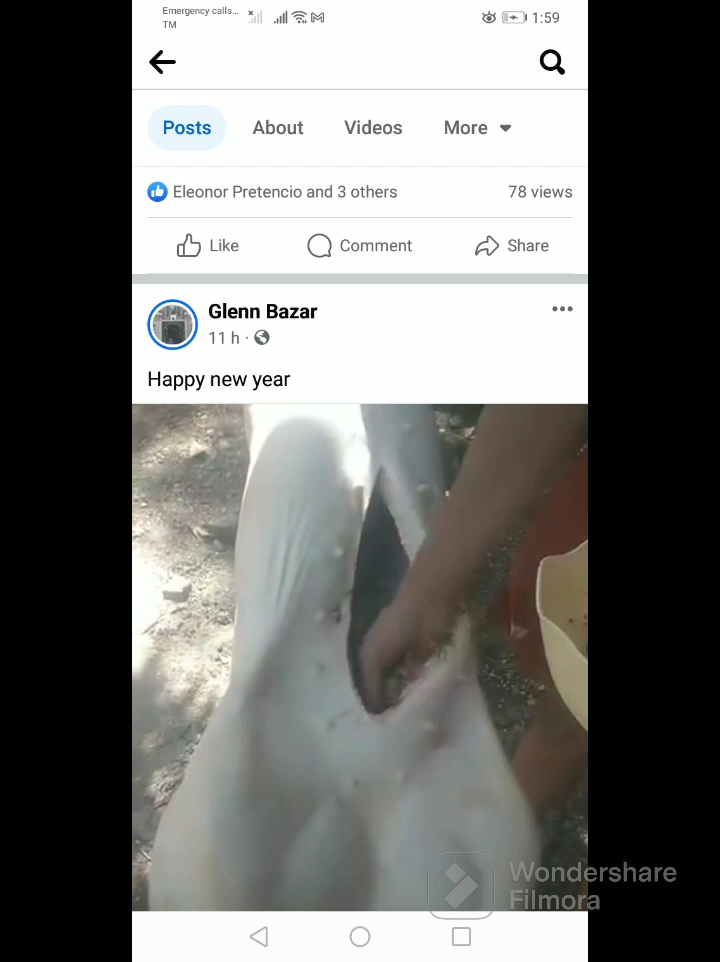 Emergency calls...
TM
1:59
Posts
About
Videos
More
Eleonor Pretencio and 3 others
78 views
Like
Comment
Share
Glenn Bazar
11 h ·
Happy new year
Wondershare
Filmora